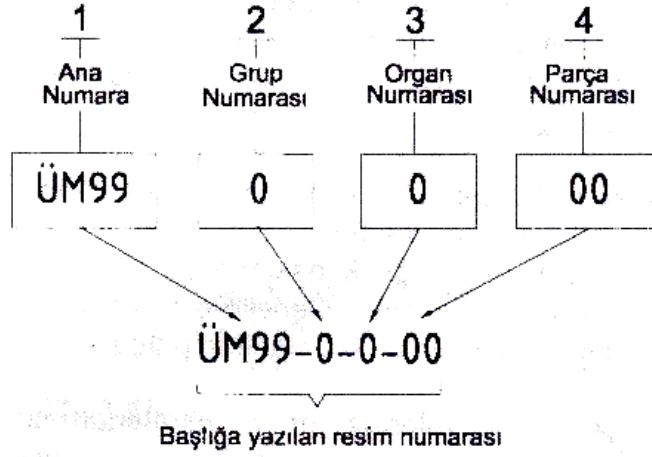 1 2 3 4
Ana Numara
Grup Numarası
Organ Numarası
Parça Numarası
ÜM99 0 0 00
ÜM99-0-0-00
Başlığa yazılan resim numarası